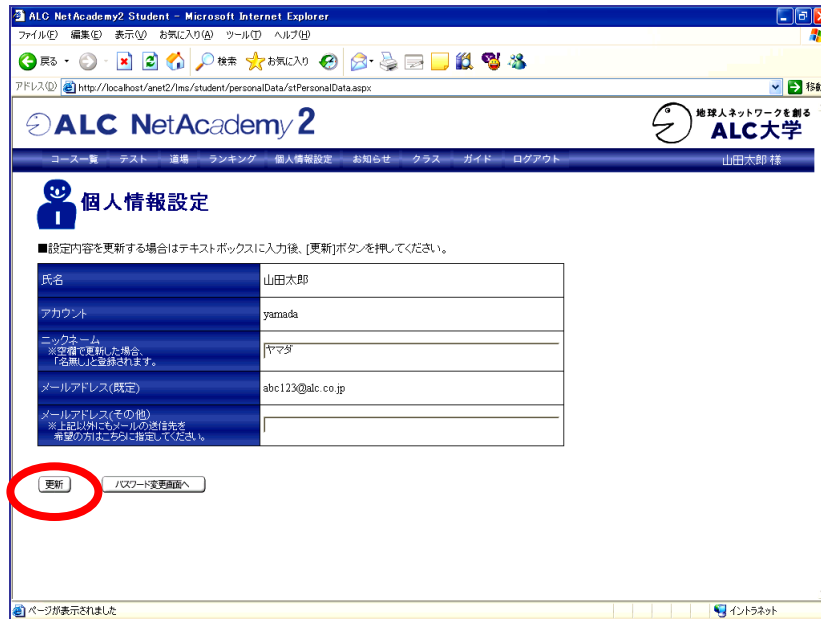 ALC NetAcademy2 Student - Microsoft Internet Explorer
ファイル(F) 編集(E) 表示(V) お気に入り(A) ツール(T) ヘルプ(H)
戻る 検索 お気に入り
アドレス(D) http://localhost/anet2/lms/student/personalData/stPersonalData.aspx 移動
ALC NetAcademy 2
地球人ネットワークを創る
ALC大学
コース一覧 テスト 道場 ランキング 個人情報設定 お知らせ クラス ガイド ログアウト 山田太郎 様
個人情報設定
■設定内容を更新する場合はテキストボックスに入力後、[更新]ボタンを押してください。
氏名 山田太郎
アカウント yamada
ニックネーム
※空欄で更新した場合、
「名無し」と登録されます。
ヤマダ
メールアドレス(既定) abc123@alc.co.jp
メールアドレス(その他)
※上記以外にもメールの送信先を
希望の方はこちらに指定してください。
更新 パスワード変更画面へ
ページが表示されました イントラネット